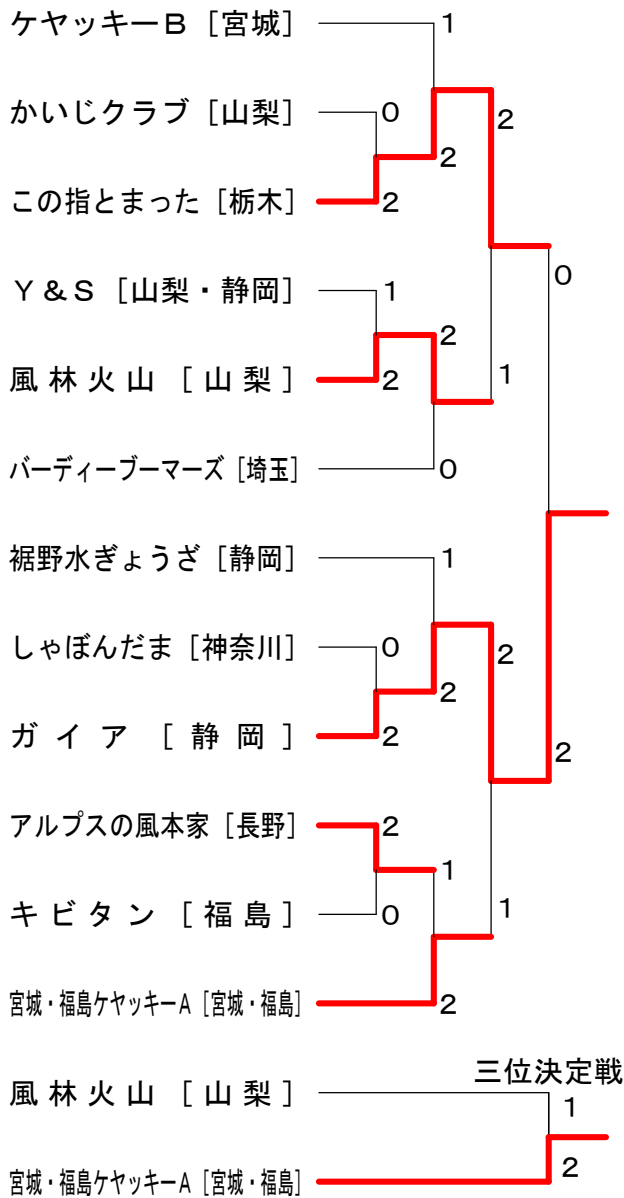 ケヤッキーＢ［宮城］ 1
かいじクラブ［山梨］ 0 2
この指とまった［栃木］ 2 2
0
Ｙ＆Ｓ［山梨・静岡］ 1
2
風林火山［山梨］ 2 1
バーディーブーマーズ［埼玉］ 0
裾野水ぎょうざ［静岡］ 1
しゃぼんだま［神奈川］ 0 2
2
ガイア［静岡］ 2 2
アルプスの風本家［長野］ 2
1
キビタン［福島］ 0 1
宮城・福島ケヤッキーＡ［宮城・福島］ 2
三位決定戦
風林火山［山梨］ 1
宮城・福島ケヤッキーＡ［宮城・福島］ 2